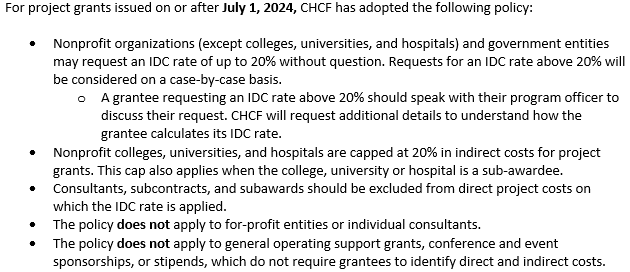 For project grants issued on or after July 1, 2024, CHCF has adopted the following policy:
• Nonprofit organizations (except colleges, universities, and hospitals) and government entities
may request an IDC rate of up to 20% without question. Requests for an IDC rate above 20% will
be considered on a case-by-case basis.
o A grantee requesting an IDC rate above 20% should speak with their program officer to
discuss their request. CHCF will request additional details to understand how the
grantee calculates its IDC rate.
• Nonprofit colleges, universities, and hospitals are capped at 20% in indirect costs for project
grants. This cap also applies when the college, university or hospital is a sub-awardee.
• Consultants, subcontracts, and subawards should be excluded from direct project costs on
which the IDC rate is applied.
• The policy does not apply to for-profit entities or individual consultants.
• The policy does not apply to general operating support grants, conference and event
sponsorships, or stipends, which do not require grantees to identify direct and indirect costs.